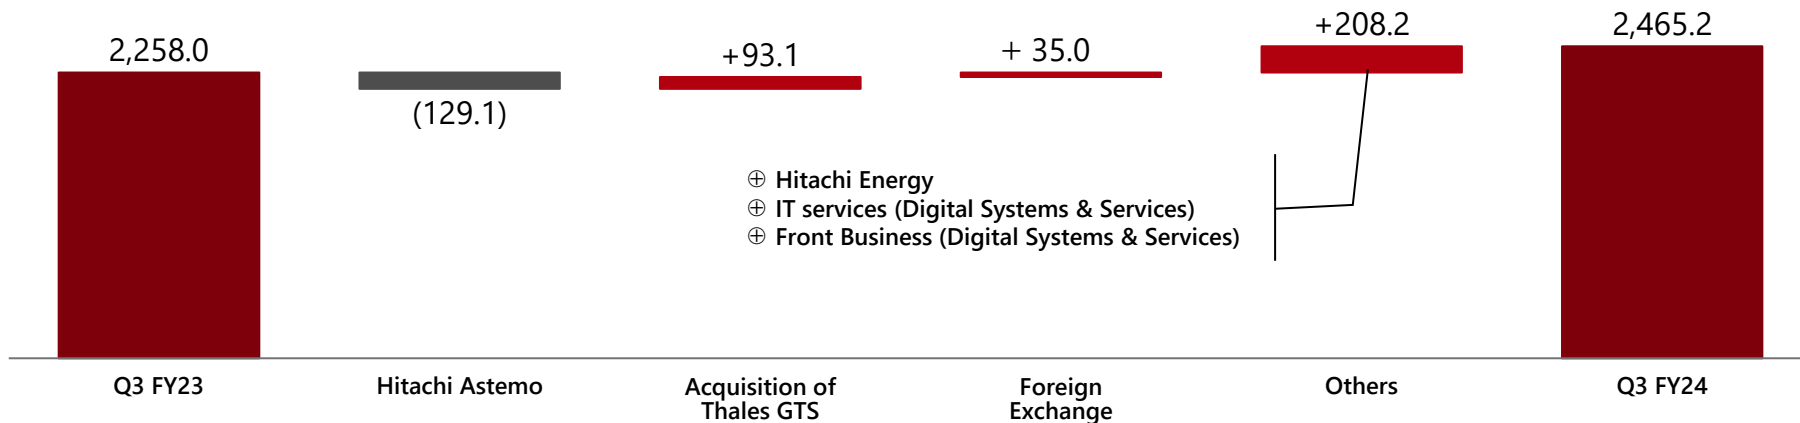 2,258.0
(129.1)
+93.1
+ 35.0
+208.2
2,465.2
⊕ Hitachi Energy
⊕ IT services (Digital Systems & Services)
⊕ Front Business (Digital Systems & Services)
Q3 FY23
Hitachi Astemo
Acquisition of
Thales GTS
Foreign
Exchange
Others
Q3 FY24